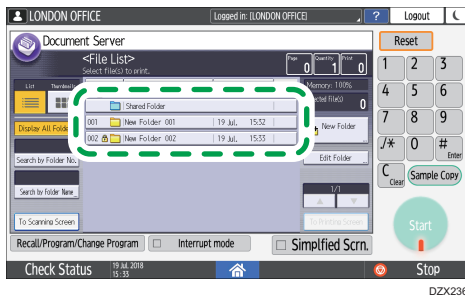 LONDON OFFICE
Logged in: [LONDON OFFICE]
?
Logout
Document Server
<File List>
Select file(s) to print.
Page 0
Quantity 1
Print 0
Reset
List
Thumbnails
Memory: 100%
Shared Folder
001 New Folder 001 19 Jul. 15:32
002 New Folder 002 19 Jul. 15:33
0
New Folder
Display All Folders
Search by Folder No.
Edit Folder
Search by Folder Name
1/1
To Scanning Screen
To Printing Screen
1 2 3
4 5 6
7 8 9
./* 0 # Enter
C Clear
Sample Copy
Start
Recall/Program/Change Program
Interrupt mode
Simplfied Scrn.
Check Status
19 Jul. 2018
15:33
Stop
DZX236